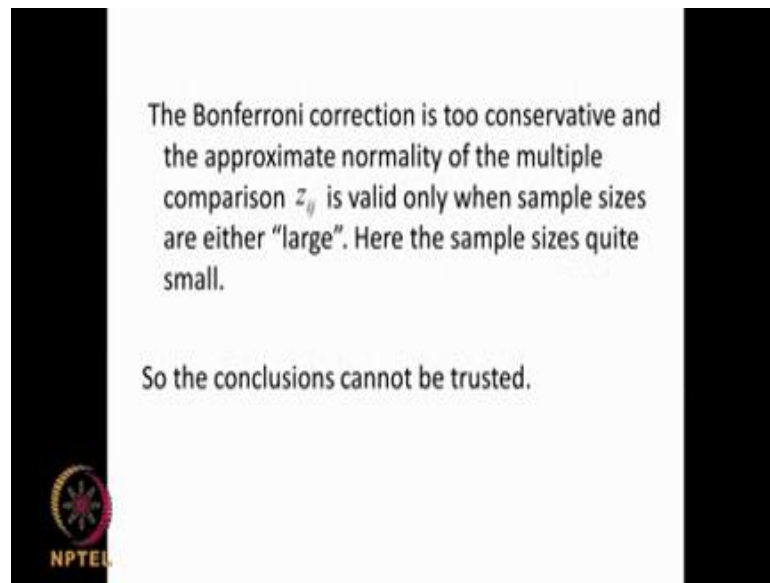 The Bonferroni correction is too conservative and
the approximate normality of the multiple
comparison z_ij is valid only when sample sizes
are either “large”. Here the sample sizes quite
small.
So the conclusions cannot be trusted.
NPTEL